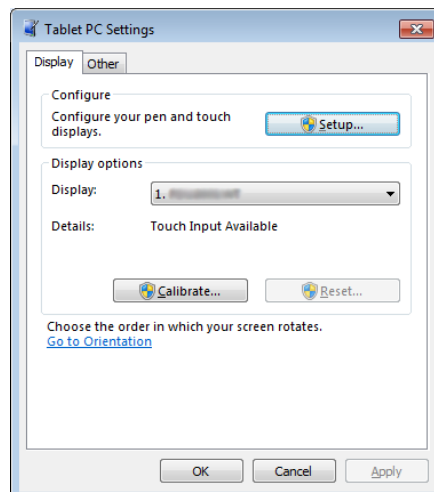 Tablet PC Settings
Display
Other
Configure
Configure your pen and touch
displays.
Setup...
Display options
Display:
1.
Details:
Touch Input Available
Calibrate...
Reset...
Choose the order in which your screen rotates.
Go to Orientation
OK
Cancel
Apply